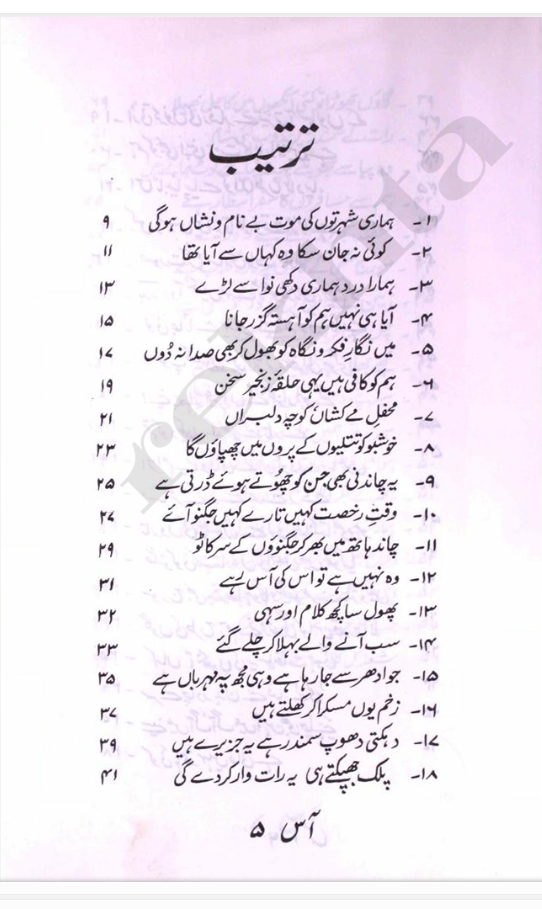 ترتیب
۱۔ ہماری شہرتوں کی موت بے نام و نشاں ہوگی ۹
۲۔ کوئی نہ جان سکا وہ کہاں سے آیا تھا ۱۱
۳۔ ہمارا درد ہماری دکھی نوا سے لڑے ۱۳
۴۔ آیا ہی نہیں ہم کو آہستہ گزر جانا ۱۵
۵۔ میں نگارِ فکر و نگاہ کو بھول کر بھی صدا نہ دُوں ۱۷
۶۔ ہم کو کافی ہیں یہی حلقۂ زنجیرِ سخن ۱۹
۷۔ محفلِ مے کشاں کوچہ دلبراں ۲۱
۸۔ خوشبو کو تتلیوں کے پروں میں چھپاؤں گا ۲۳
۹۔ یہ چاندنی بھی جن کو چھُوتے ہوئے ڈرتی ہے ۲۵
۱۰۔ وقتِ رخصت کہیں تارے کہیں جگنو آئے ۲۷
۱۱۔ چاند ہاتھ میں بھر کر جگنوؤں کے سر کاٹو ۲۹
۱۲۔ وہ نہیں ہے تو اس کی آس رہے ۳۱
۱۳۔ پھول سا کچھ کلام اور سہی ۳۲
۱۴۔ سب آنے والے بہلا کر چلے گئے ۳۳
۱۵۔ جو ادھر سے جا رہا ہے وہی مجھ پہ مہرباں ہے ۳۵
۱۶۔ زخم یوں مسکرا کر کھلتے ہیں ۳۷
۱۷۔ دہکتی دھوپ سمندر ہے یہ جزیرے ہیں ۳۹
۱۸۔ پلک جھپکتے ہی یہ رات وار کر دے گی ۴۱
آس ۵
rekhta